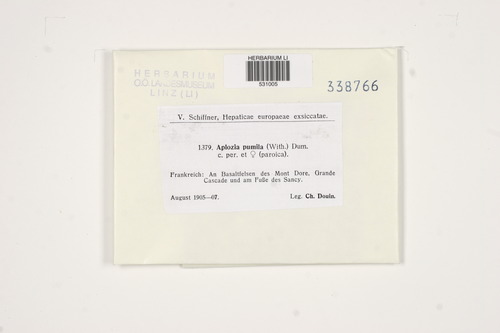 HERBARIUM LI
531005
HERBARIUM
OÖ. LANDESMUSEUM
LINZ (LI)
338766
V. Schiffner, Hepaticae europaeae exsiccatae.
1379. Aplozia pumila (With.) Dum.
c. per. et ♀ (paroica).
Frankreich: An Basaltfelsen des Mont Dore, Grande
Cascade und am Fuße des Sancy.
August 1905—07. Leg. Ch. Douin.